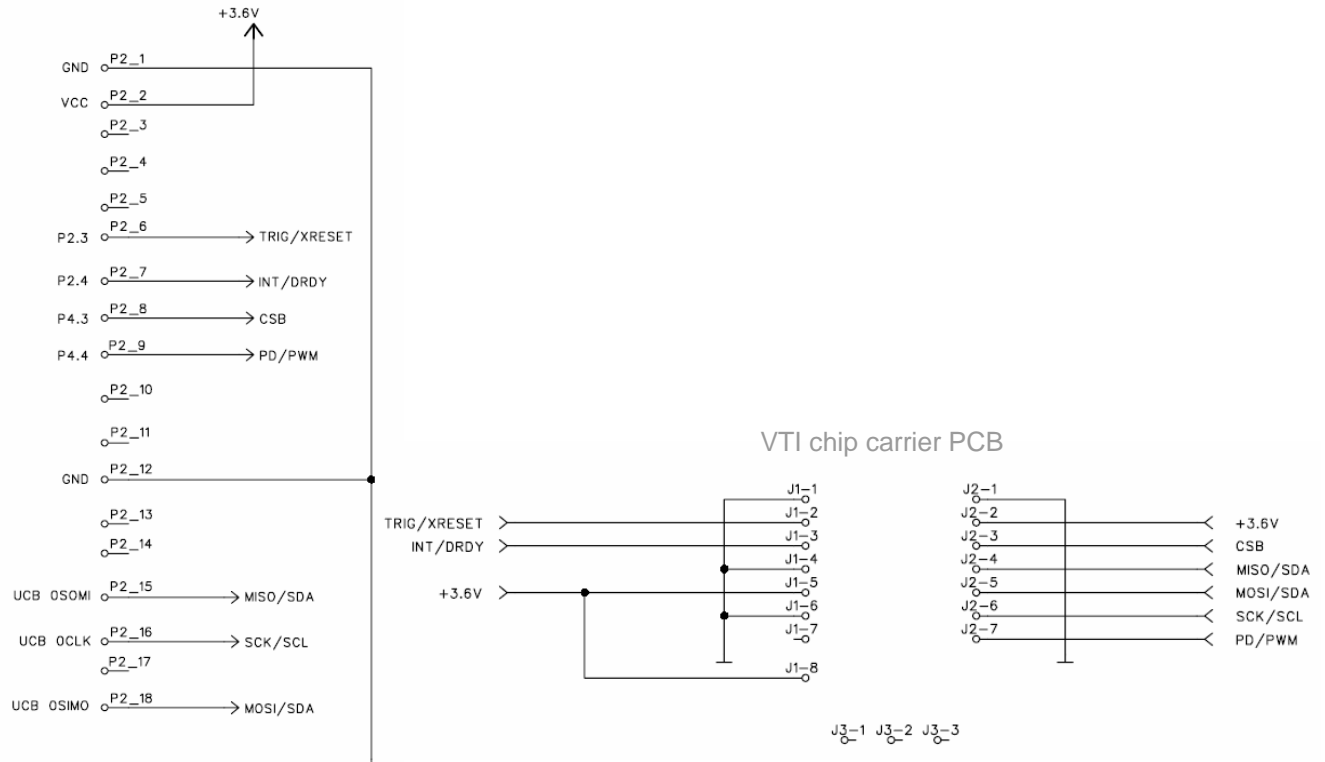 +3.6V
GND P2_1
VCC P2_2
P2_3
P2_4
P2_5
P2.3 P2_6 TRIG/XRESET
P2.4 P2_7 INT/DRDY
P4.3 P2_8 CSB
P4.4 P2_9 PD/PWM
P2_10
P2_11
GND P2_12
P2_13
P2_14
UCB 0SOMI P2_15 MISO/SDA
UCB 0CLK P2_16 SCK/SCL
P2_17
UCB 0SIMO P2_18 MOSI/SDA
VTI chip carrier PCB
J1-1 J2-1
TRIG/XRESET J1-2 J2-2 +3.6V
INT/DRDY J1-3 J2-3 CSB
J1-4 J2-4 MISO/SDA
+3.6V J1-5 J2-5 MOSI/SDA
J1-6 J2-6 SCK/SCL
J1-7 J2-7 PD/PWM
J1-8
J3-1 J3-2 J3-3